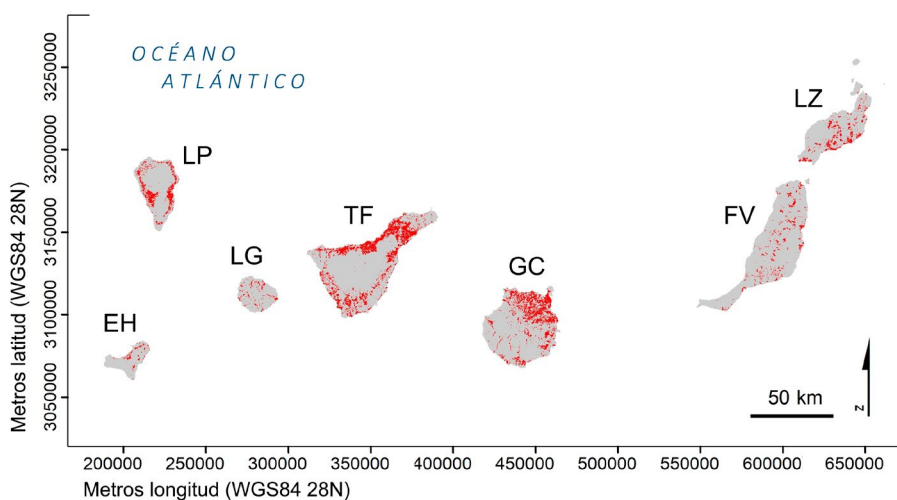 OCÉANO
ATLÁNTICO
LZ
LP
TF
FV
LG
GC
EH
50 km
N
Metros latitud (WGS84 28N)
3250000
3200000
3150000
3100000
3050000
200000 250000 300000 350000 400000 450000 500000 550000 600000 650000
Metros longitud (WGS84 28N)